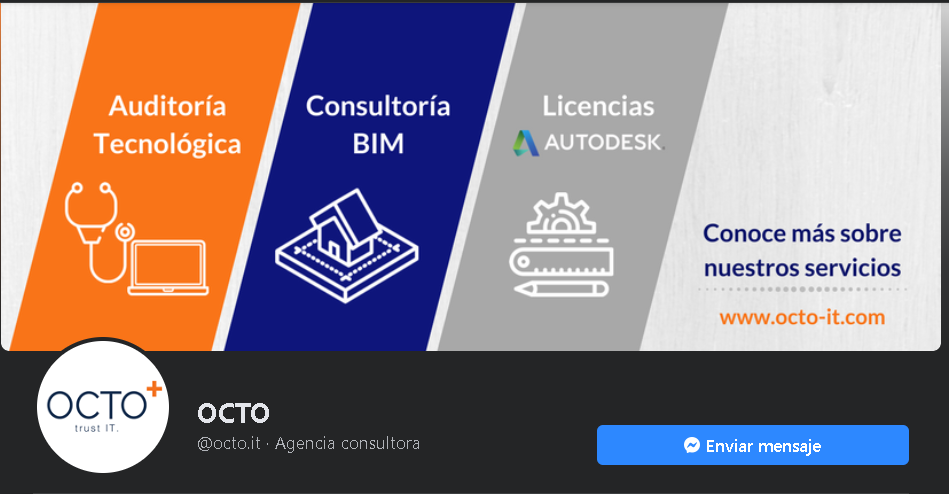 Auditoría
Tecnológica
Consultoría
BIM
Licencias
AUTODESK.
Conoce más sobre
nuestros servicios
www.octo-it.com
OCTO+
trust IT.
OCTO
@octo.it · Agencia consultora
Enviar mensaje